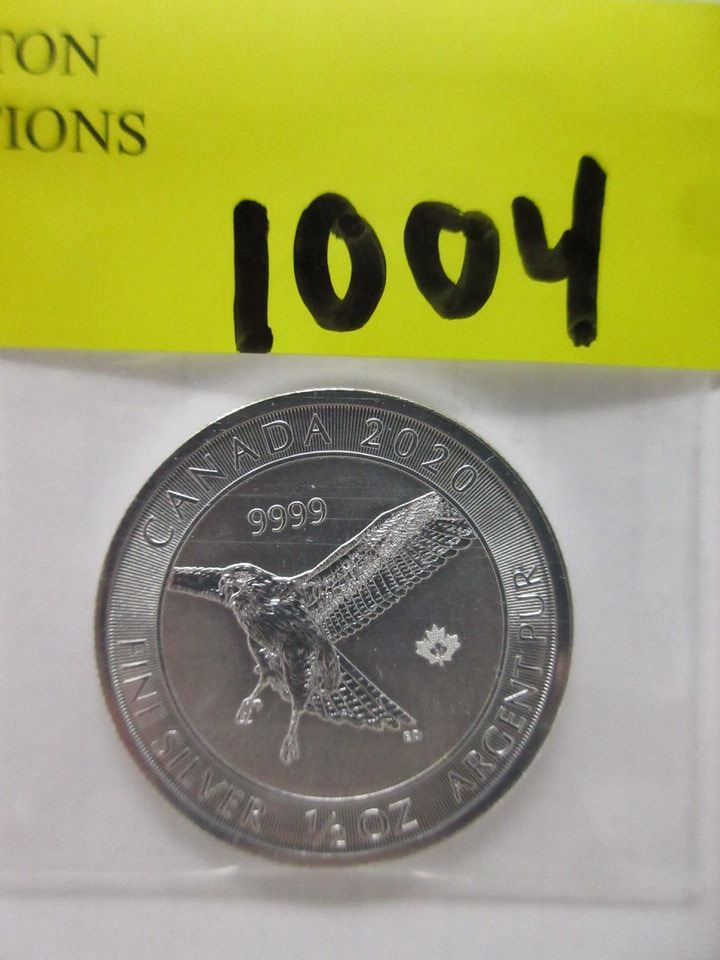 TON
TIONS
1004
CANADA 2020
9999
FINE SILVER 1/2 OZ ARGENT PUR